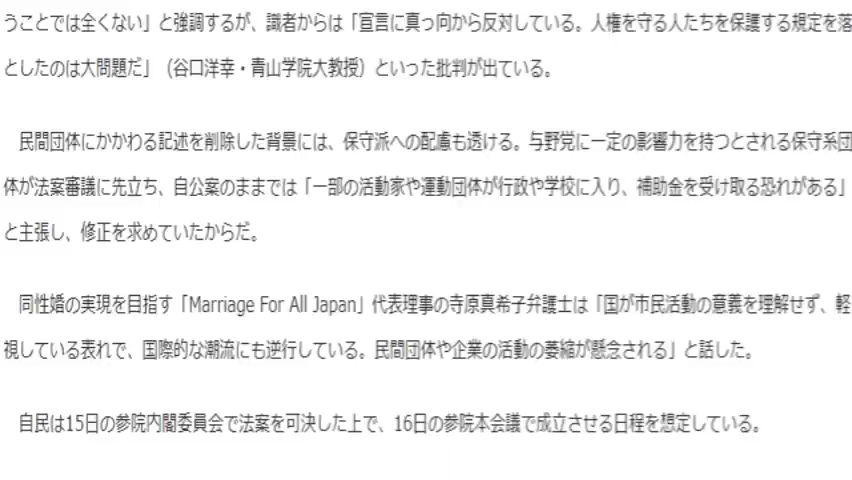 うことでは全くない」と強調するが、識者からは「宣言に真っ向から反対している。人権を守る人たちを保護する規定を落
としたのは大問題だ」（谷口洋幸・青山学院大教授）といった批判が出ている。
民間団体にかかわる記述を削除した背景には、保守派への配慮も透ける。与野党に一定の影響力を持つとされる保守系団
体が法案審議に先立ち、自公案のままでは「一部の活動家や運動団体が行政や学校に入り、補助金を受け取る恐れがある」
と主張し、修正を求めていたからだ。
同性婚の実現を目指す「Marriage For All Japan」代表理事の寺原真希子弁護士は「国が市民活動の意義を理解せず、軽
視している表れで、国際的な潮流にも逆行している。民間団体や企業の活動の萎縮が懸念される」と話した。
自民は15日の参院内閣委員会で法案を可決した上で、16日の参院本会議で成立させる日程を想定している。